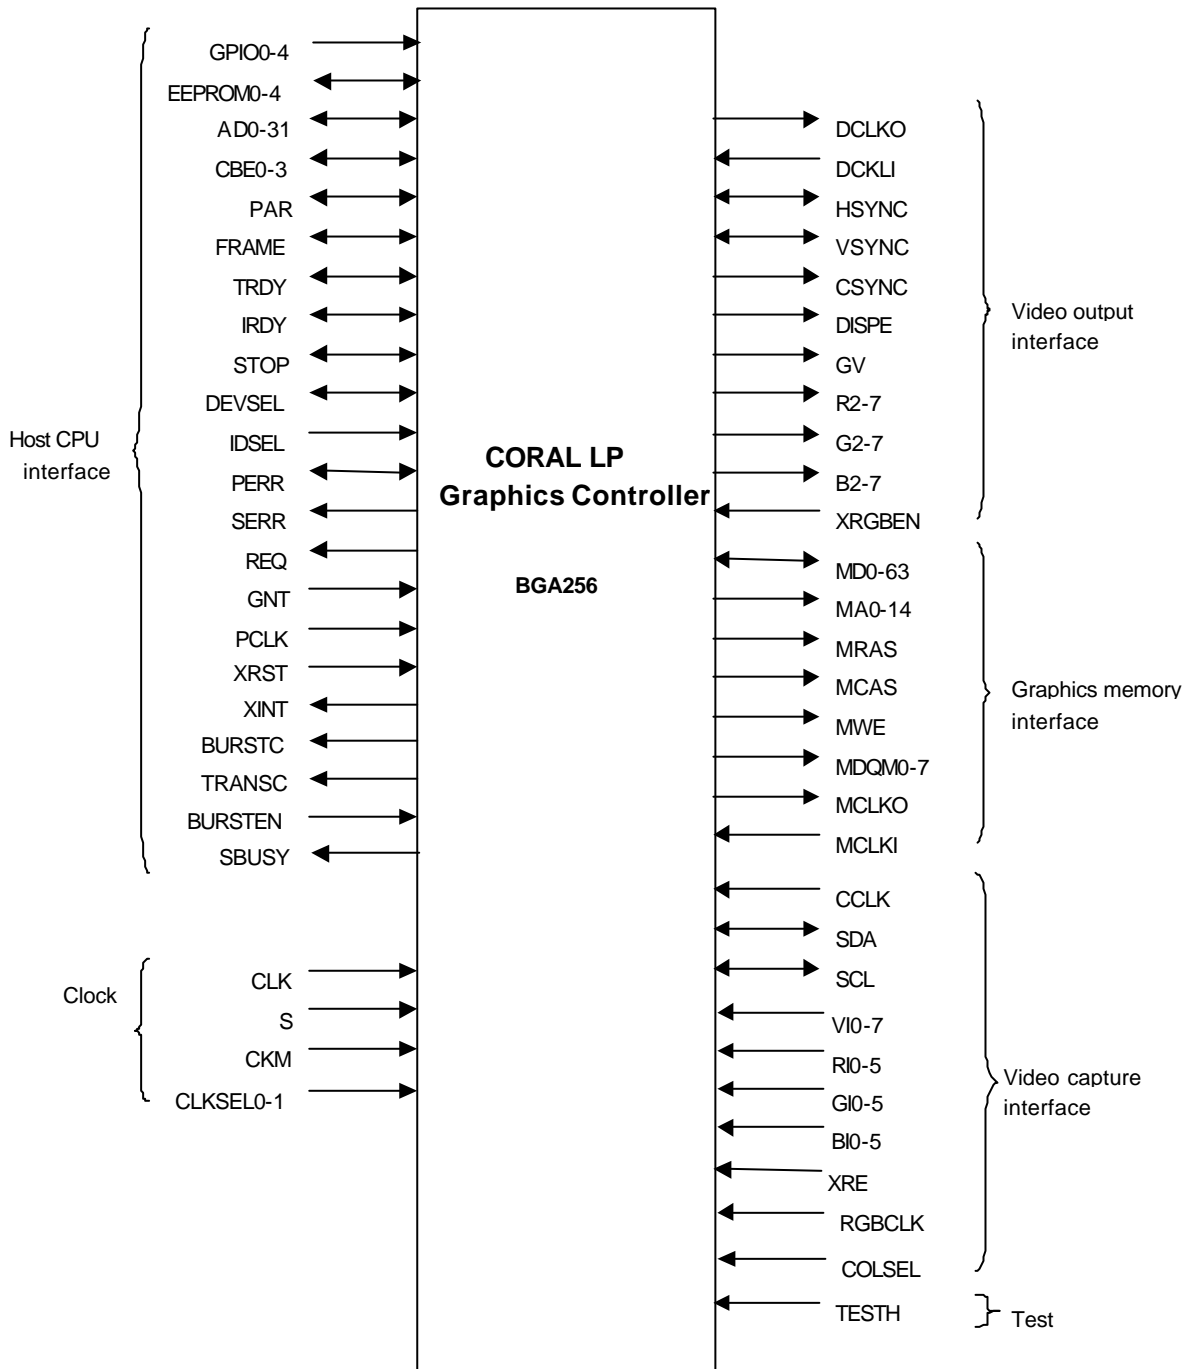 GPIO0-4
EEPROM0-4
AD0-31
CBE0-3
PAR
FRAME
TRDY
IRDY
STOP
DEVSEL
IDSEL
PERR
SERR
REQ
GNT
PCLK
XRST
XINT
BURSTC
TRANSC
BURSTEN
SBUSY
Host CPU
interface
CLK
S
CKM
CLKSEL0-1
Clock
CORAL LP
Graphics Controller
BGA256
DCLKO
DCKLI
HSYNC
VSYNC
CSYNC
DISPE
GV
R2-7
G2-7
B2-7
XRGBEN
Video output
interface
MD0-63
MA0-14
MRAS
MCAS
MWE
MDQM0-7
MCLKO
MCLKI
Graphics memory
interface
CCLK
SDA
SCL
VI0-7
RI0-5
GI0-5
BI0-5
XRE
RGBCLK
COLSEL
Video capture
interface
TESTH
Test